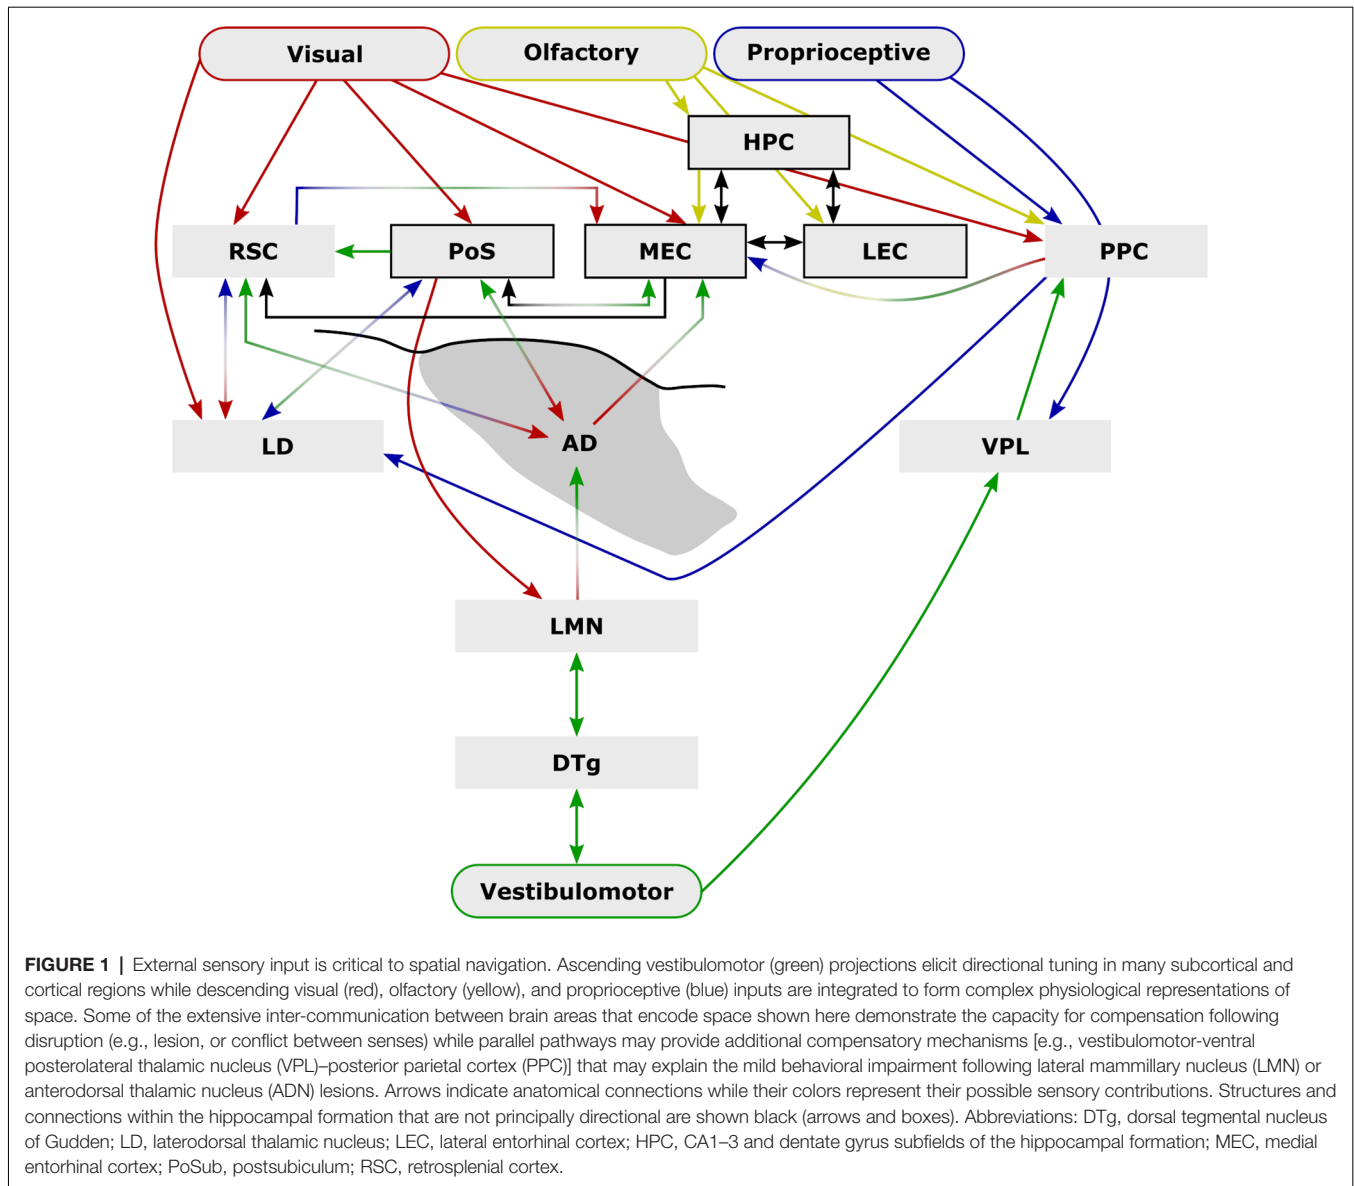 Visual
Olfactory
Proprioceptive
HPC
RSC
PoS
MEC
LEC
PPC
LD
AD
VPL
LMN
DTg
Vestibulomotor
FIGURE 1 | External sensory input is critical to spatial navigation. Ascending vestibulomotor (green) projections elicit directional tuning in many subcortical and
cortical regions while descending visual (red), olfactory (yellow), and proprioceptive (blue) inputs are integrated to form complex physiological representations of
space. Some of the extensive inter-communication between brain areas that encode space shown here demonstrate the capacity for compensation following
disruption (e.g., lesion, or conflict between senses) while parallel pathways may provide additional compensatory mechanisms [e.g., vestibulomotor-ventral
posterolateral thalamic nucleus (VPL)–posterior parietal cortex (PPC)] that may explain the mild behavioral impairment following lateral mammillary nucleus (LMN) or
anterodorsal thalamic nucleus (ADN) lesions. Arrows indicate anatomical connections while their colors represent their possible sensory contributions. Structures and
connections within the hippocampal formation that are not principally directional are shown black (arrows and boxes). Abbreviations: DTg, dorsal tegmental nucleus
of Gudden; LD, laterodorsal thalamic nucleus; LEC, lateral entorhinal cortex; HPC, CA1–3 and dentate gyrus subfields of the hippocampal formation; MEC, medial
entorhinal cortex; PoSub, postsubiculum; RSC, retrosplenial cortex.